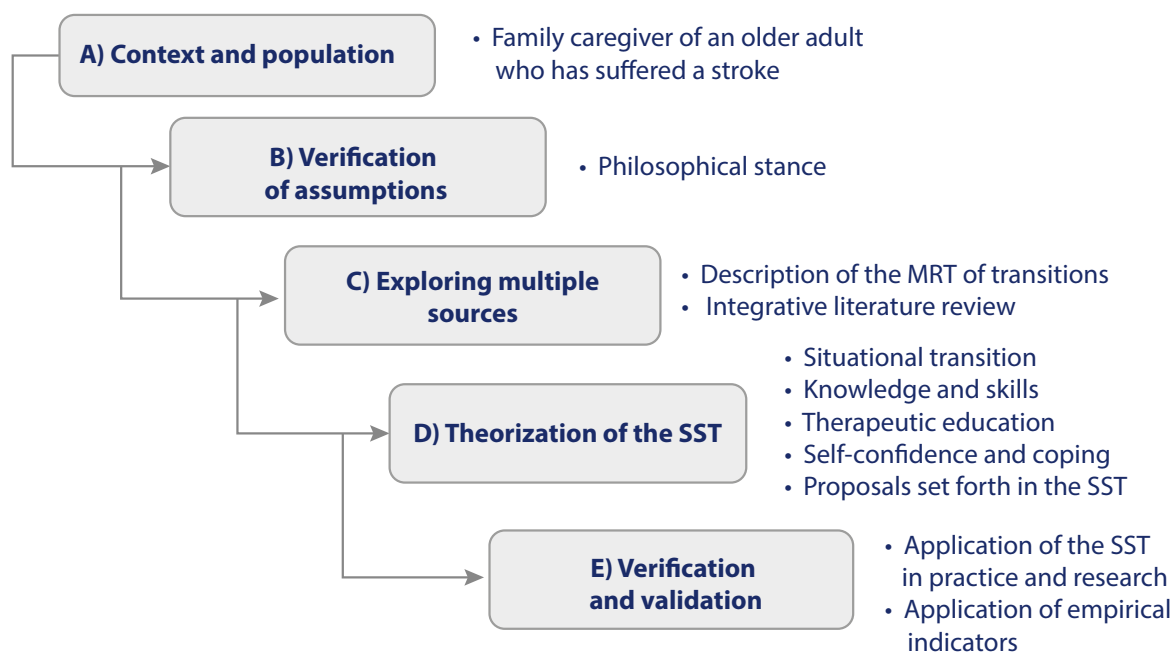 A) Context and population
• Family caregiver of an older adult
who has suffered a stroke
B) Verification
of assumptions
• Philosophical stance
C) Exploring multiple
sources
• Description of the MRT of transitions
• Integrative literature review
D) Theorization of the SST
• Situational transition
• Knowledge and skills
• Therapeutic education
• Self-confidence and coping
• Proposals set forth in the SST
E) Verification
and validation
• Application of the SST
in practice and research
• Application of empirical
indicators